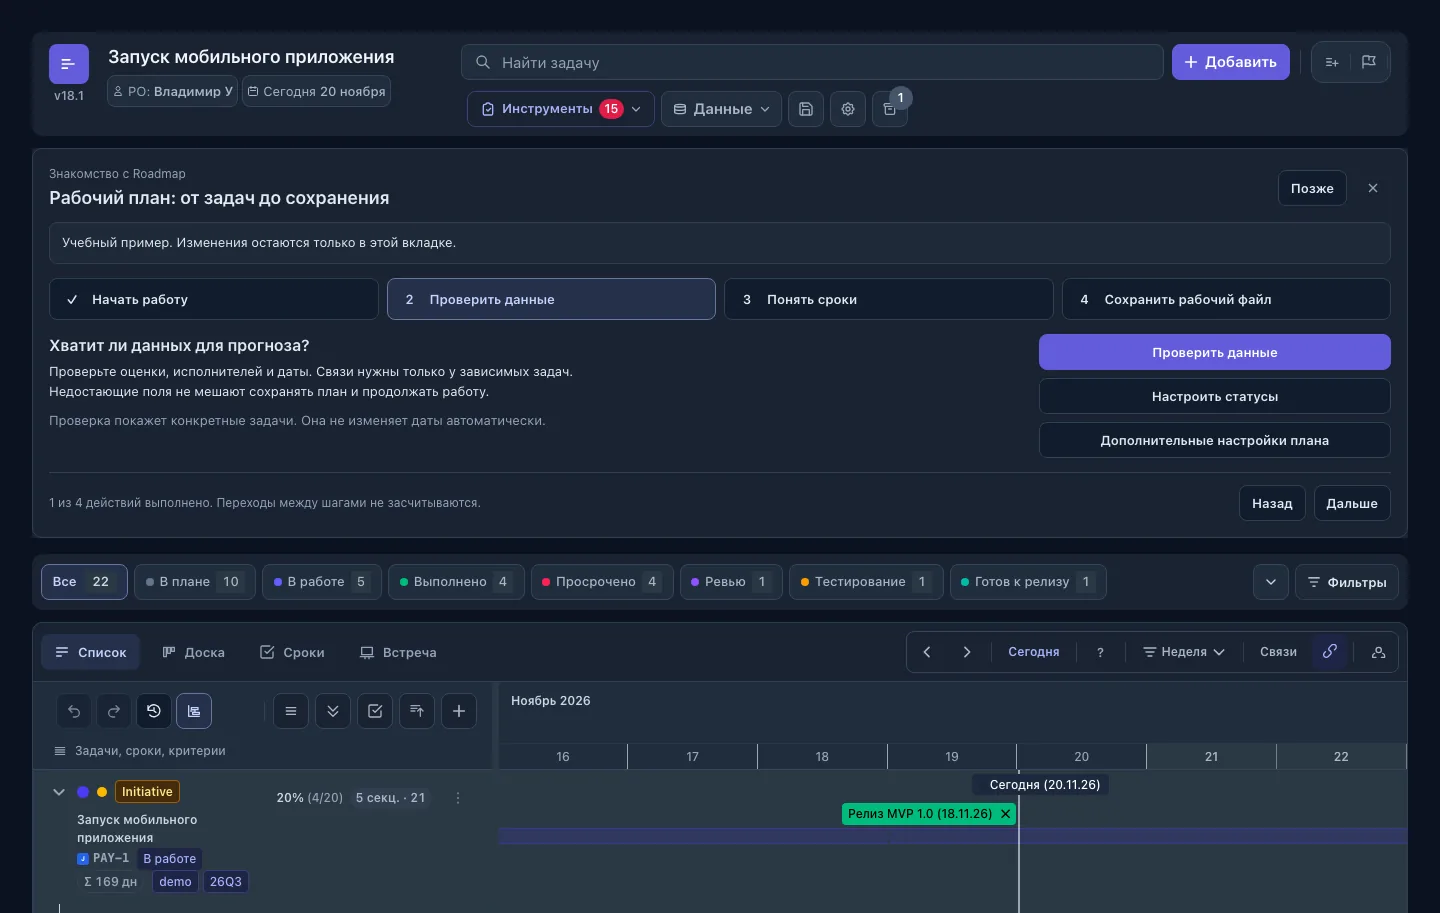 Запуск мобильного приложения
v18.1
PO: Владимир У
Сегодня 20 ноября
Найти задачу
Добавить
Инструменты 15
Данные
1
Знакомство с Roadmap
Рабочий план: от задач до сохранения
Позже
Учебный пример. Изменения остаются только в этой вкладке.
Начать работу
2 Проверить данные
3 Понять сроки
4 Сохранить рабочий файл
Хватит ли данных для прогноза?
Проверьте оценки, исполнителей и даты. Связи нужны только у зависимых задач.
Недостающие поля не мешают сохранять план и продолжать работу.
Проверка покажет конкретные задачи. Она не изменяет даты автоматически.
Проверить данные
Настроить статусы
Дополнительные настройки плана
1 из 4 действий выполнено. Переходы между шагами не засчитываются.
Назад
Дальше
Все 22
В плане 10
В работе 5
Выполнено 4
Просрочено 4
Ревью 1
Тестирование 1
Готов к релизу 1
Фильтры
Список
Доска
Сроки
Встреча
Сегодня
?
Неделя
Связи
Задачи, сроки, критерии
Ноябрь 2026
16 17 18 19 20 21 22
Сегодня (20.11.26)
Релиз MVP 1.0 (18.11.26)
Initiative
20% (4/20)
5 секц. · 21
Запуск мобильного
приложения
PAY-1
В работе
Σ 169 дн
demo
26Q3